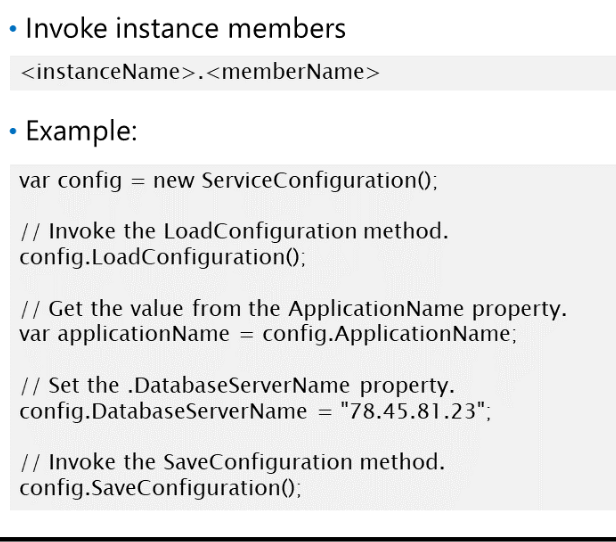 • Invoke instance members
<instanceName>.<memberName>
• Example:
var config = new ServiceConfiguration();
// Invoke the LoadConfiguration method.
config.LoadConfiguration();
// Get the value from the ApplicationName property.
var applicationName = config.ApplicationName;
// Set the .DatabaseServerName property.
config.DatabaseServerName = "78.45.81.23";
// Invoke the SaveConfiguration method.
config.SaveConfiguration();